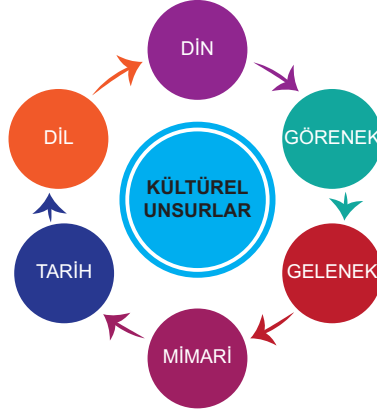 DİN
GÖRENEK
GELENEK
MİMARİ
TARİH
DİL
KÜLTÜREL
UNSURLAR